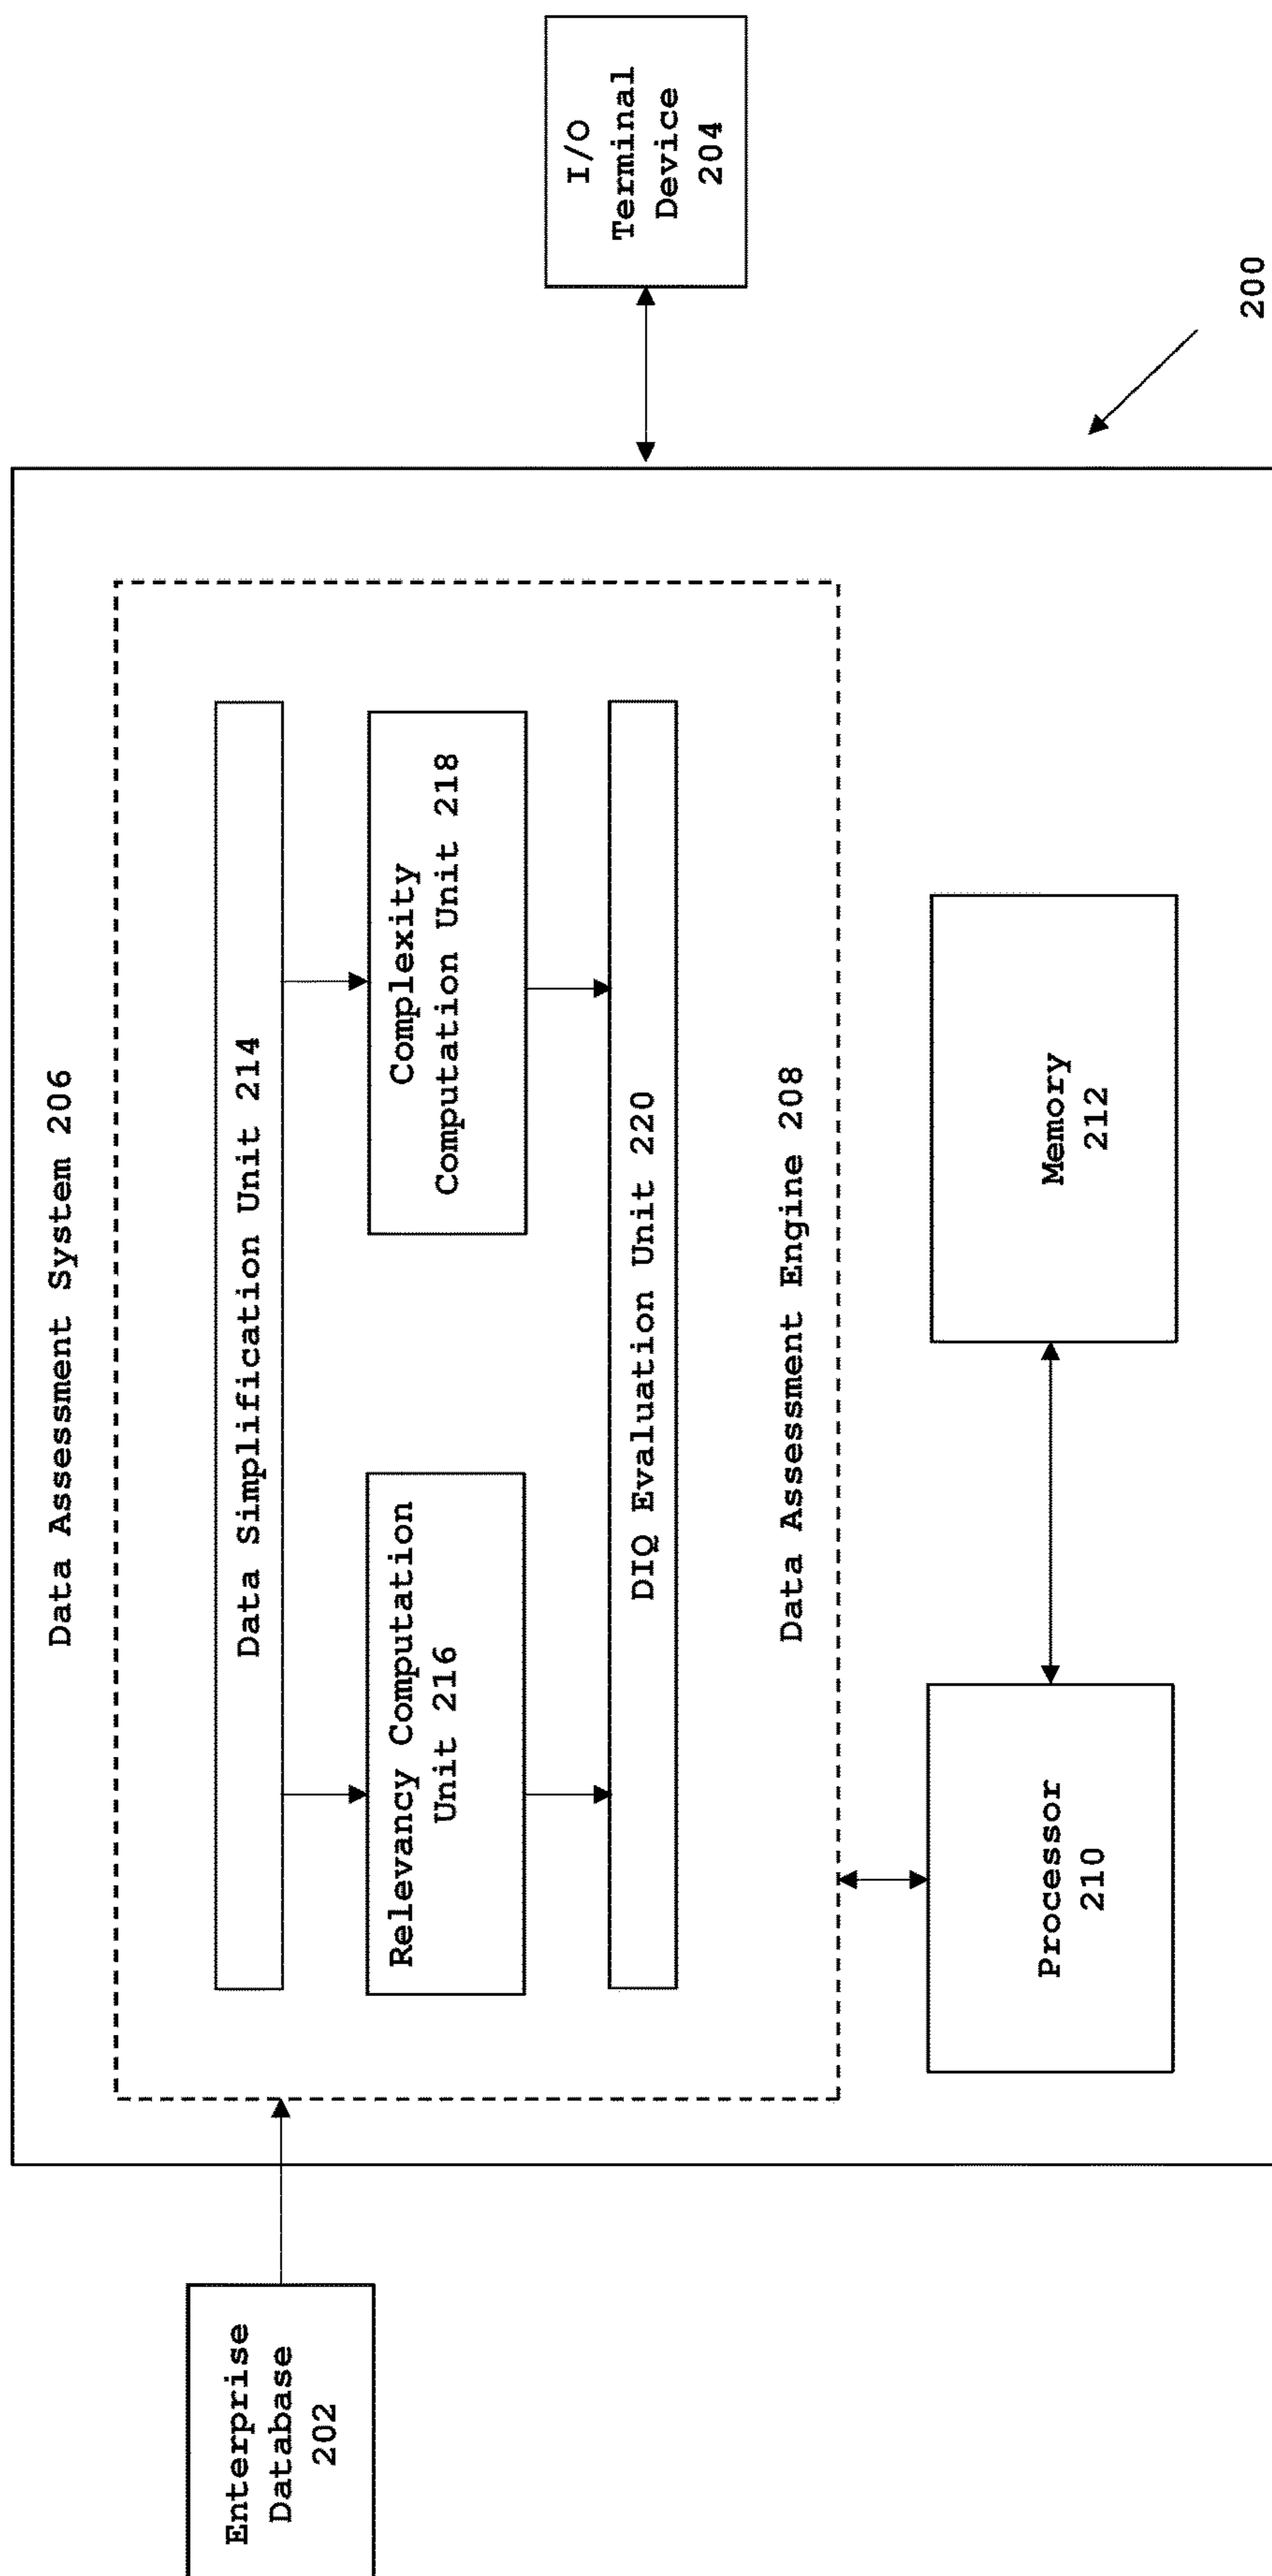 Data Assessment System 206
Enterprise
Database
202
Data Simplification Unit 214
Relevancy Computation
Unit 216
Complexity
Computation Unit 218
DIQ Evaluation Unit 220
Data Assessment Engine 208
Processor
210
Memory
212
I/O
Terminal
Device
204
200